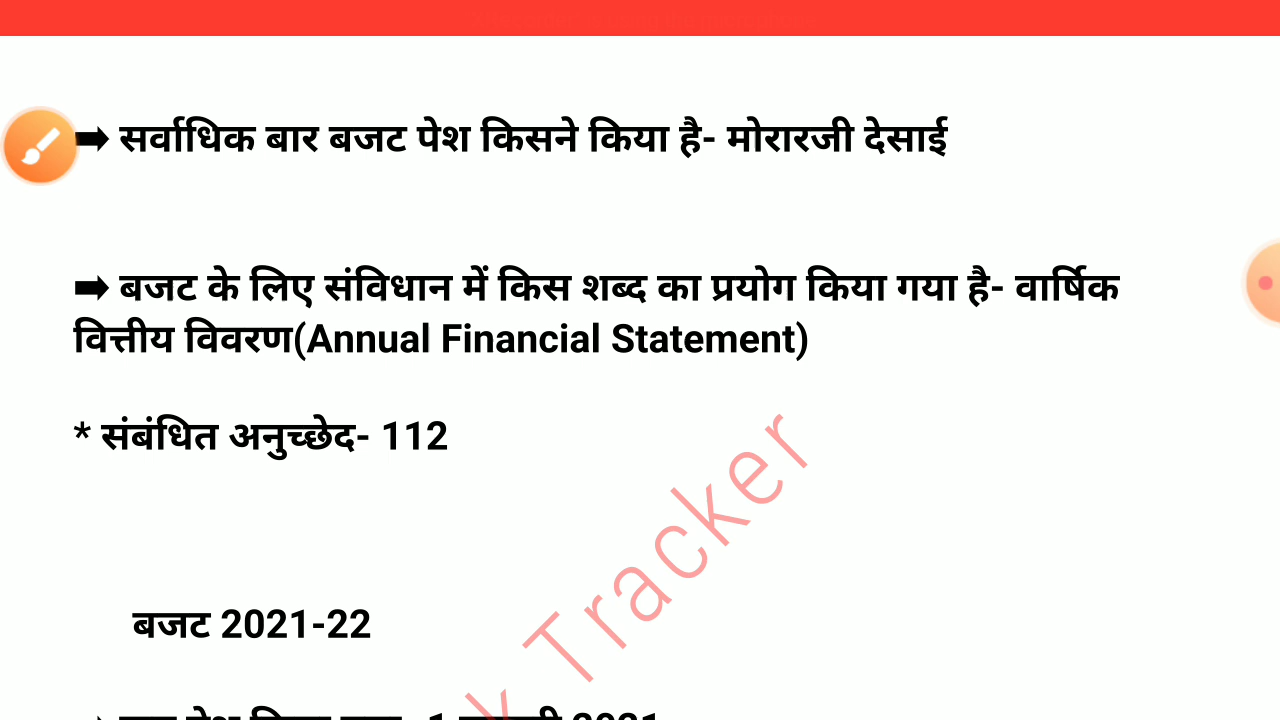 ➡ सर्वाधिक बार बजट पेश किसने किया है- मोरारजी देसाई
➡ बजट के लिए संविधान में किस शब्द का प्रयोग किया गया है- वार्षिक
वित्तीय विवरण(Annual Financial Statement)
* संबंधित अनुच्छेद- 112
k Tracker
बजट 2021-22